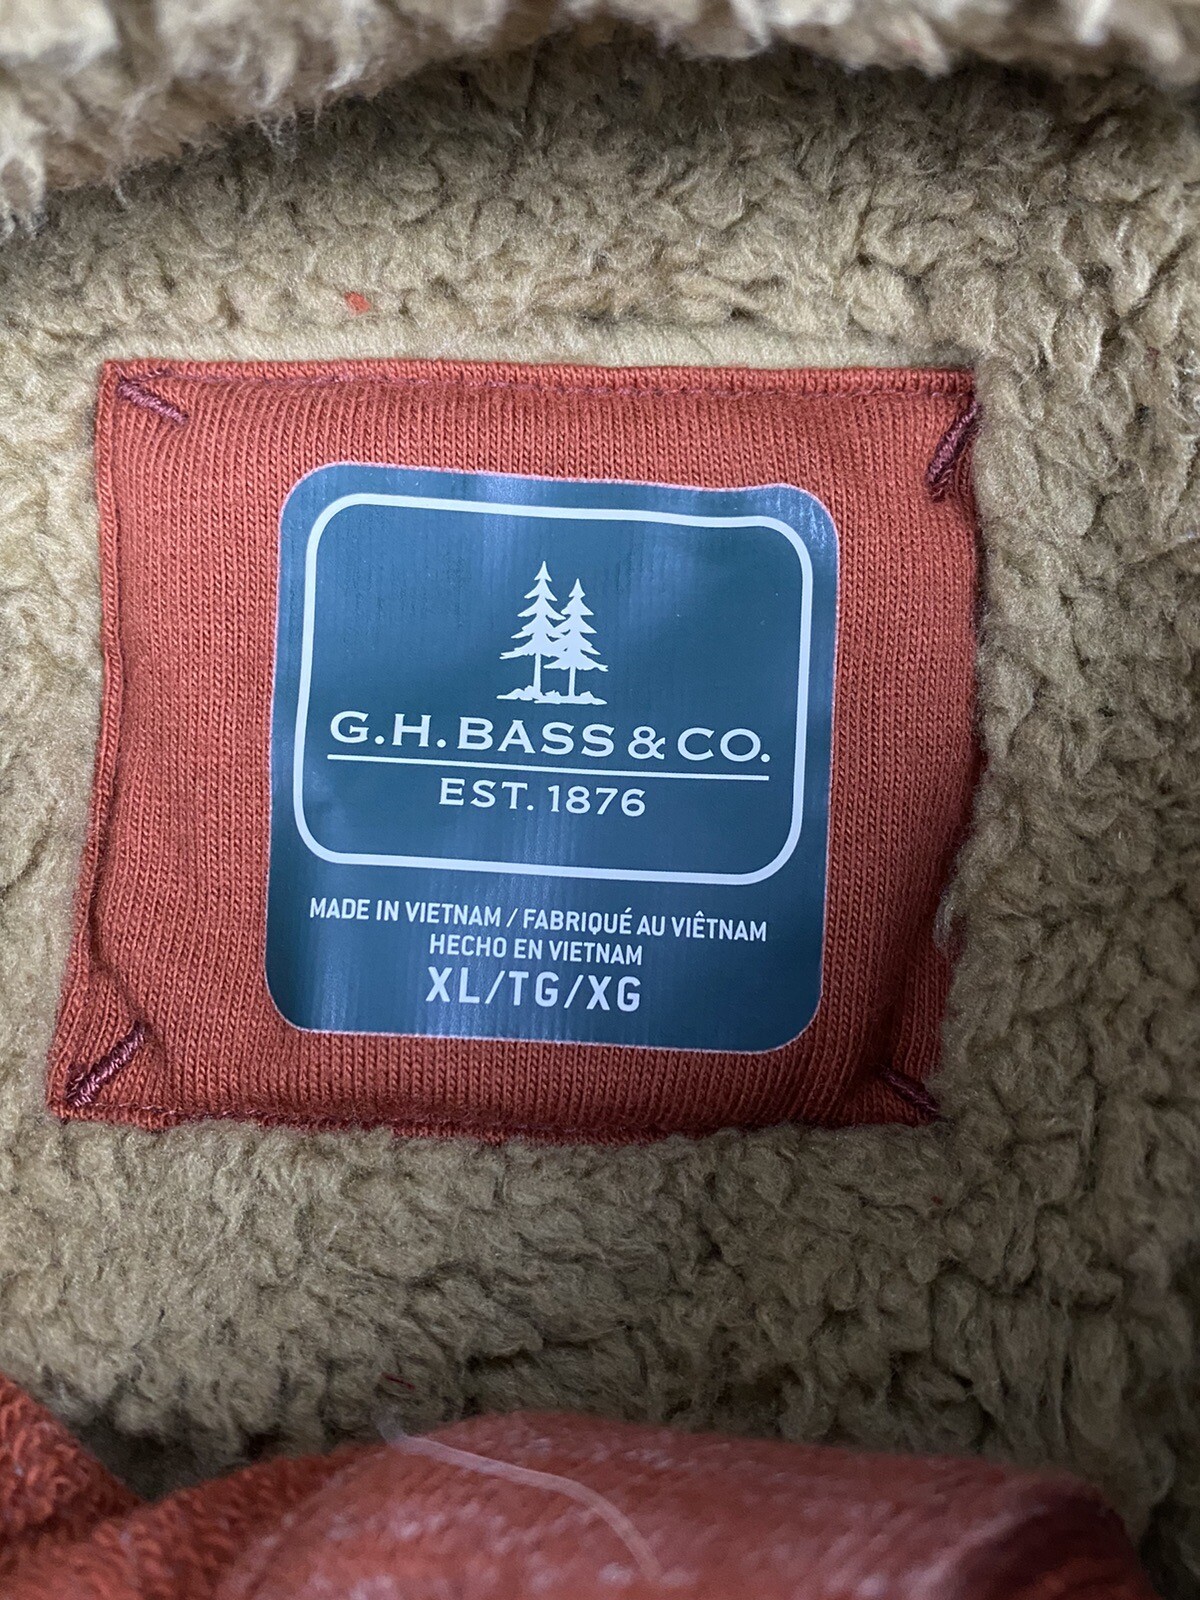 G.H. BASS & CO.
EST. 1876
MADE IN VIETNAM / FABRIQUÉ AU VIÊTNAM
HECHO EN VIETNAM
XL/TG/XG